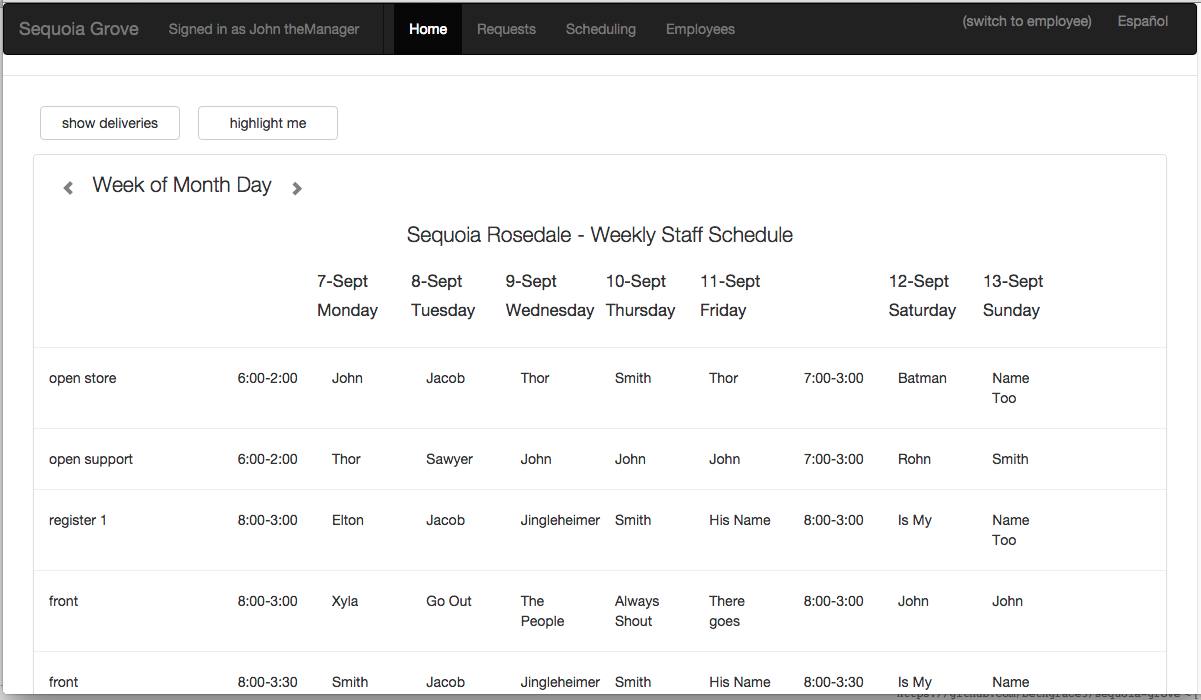 Sequoia Grove Signed in as John theManager Home Requests Scheduling Employees (switch to employee) Español
show deliveries highlight me
Week of Month Day
Sequoia Rosedale - Weekly Staff Schedule
7-Sept 8-Sept 9-Sept 10-Sept 11-Sept 12-Sept 13-Sept
Monday Tuesday Wednesday Thursday Friday Saturday Sunday
open store 6:00-2:00 John Jacob Thor Smith Thor 7:00-3:00 Batman Name
Too
open support 6:00-2:00 Thor Sawyer John John John 7:00-3:00 Rohn Smith
register 1 8:00-3:00 Elton Jacob Jingleheimer Smith His Name 8:00-3:00 Is My Name
Too
front 8:00-3:00 Xyla Go Out The Always There 8:00-3:00 John John
People Shout goes
front 8:00-3:30 Smith Jacob Jingleheimer Smith His Name 8:00-3:30 Is My Name